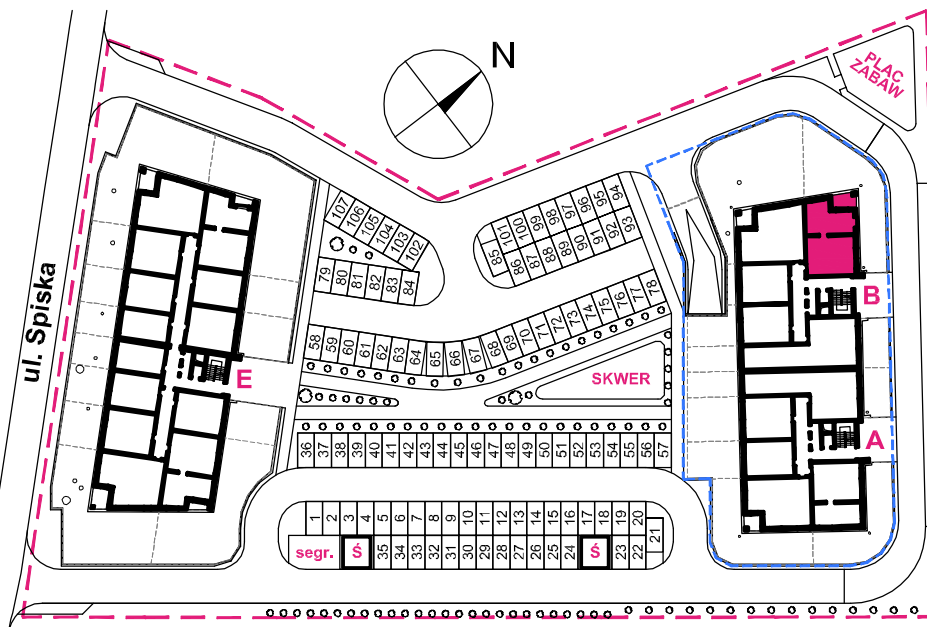 N
PLAC
ZABAW
ul. Spiska
107
106
105
104
103
102
79 80 81 82 83 84
85 101 100 99 98 97 96 95 94
86 87 88 89 90 91 92 93
58 59 60 61 62 63 64 65 66 67 68 69 70 71 72 73 74 75 76 77 78
B
E
SKWER
A
36 37 38 39 40 41 42 43 44 45 46 47 48 49 50 51 52 53 54 55 56 57
1 2 3 4 5 6 7 8 9 10 11 12 13 14 15 16 17 18 19 20
21
segr. Ś 35 34 33 32 31 30 29 28 27 26 25 24 Ś 23 22